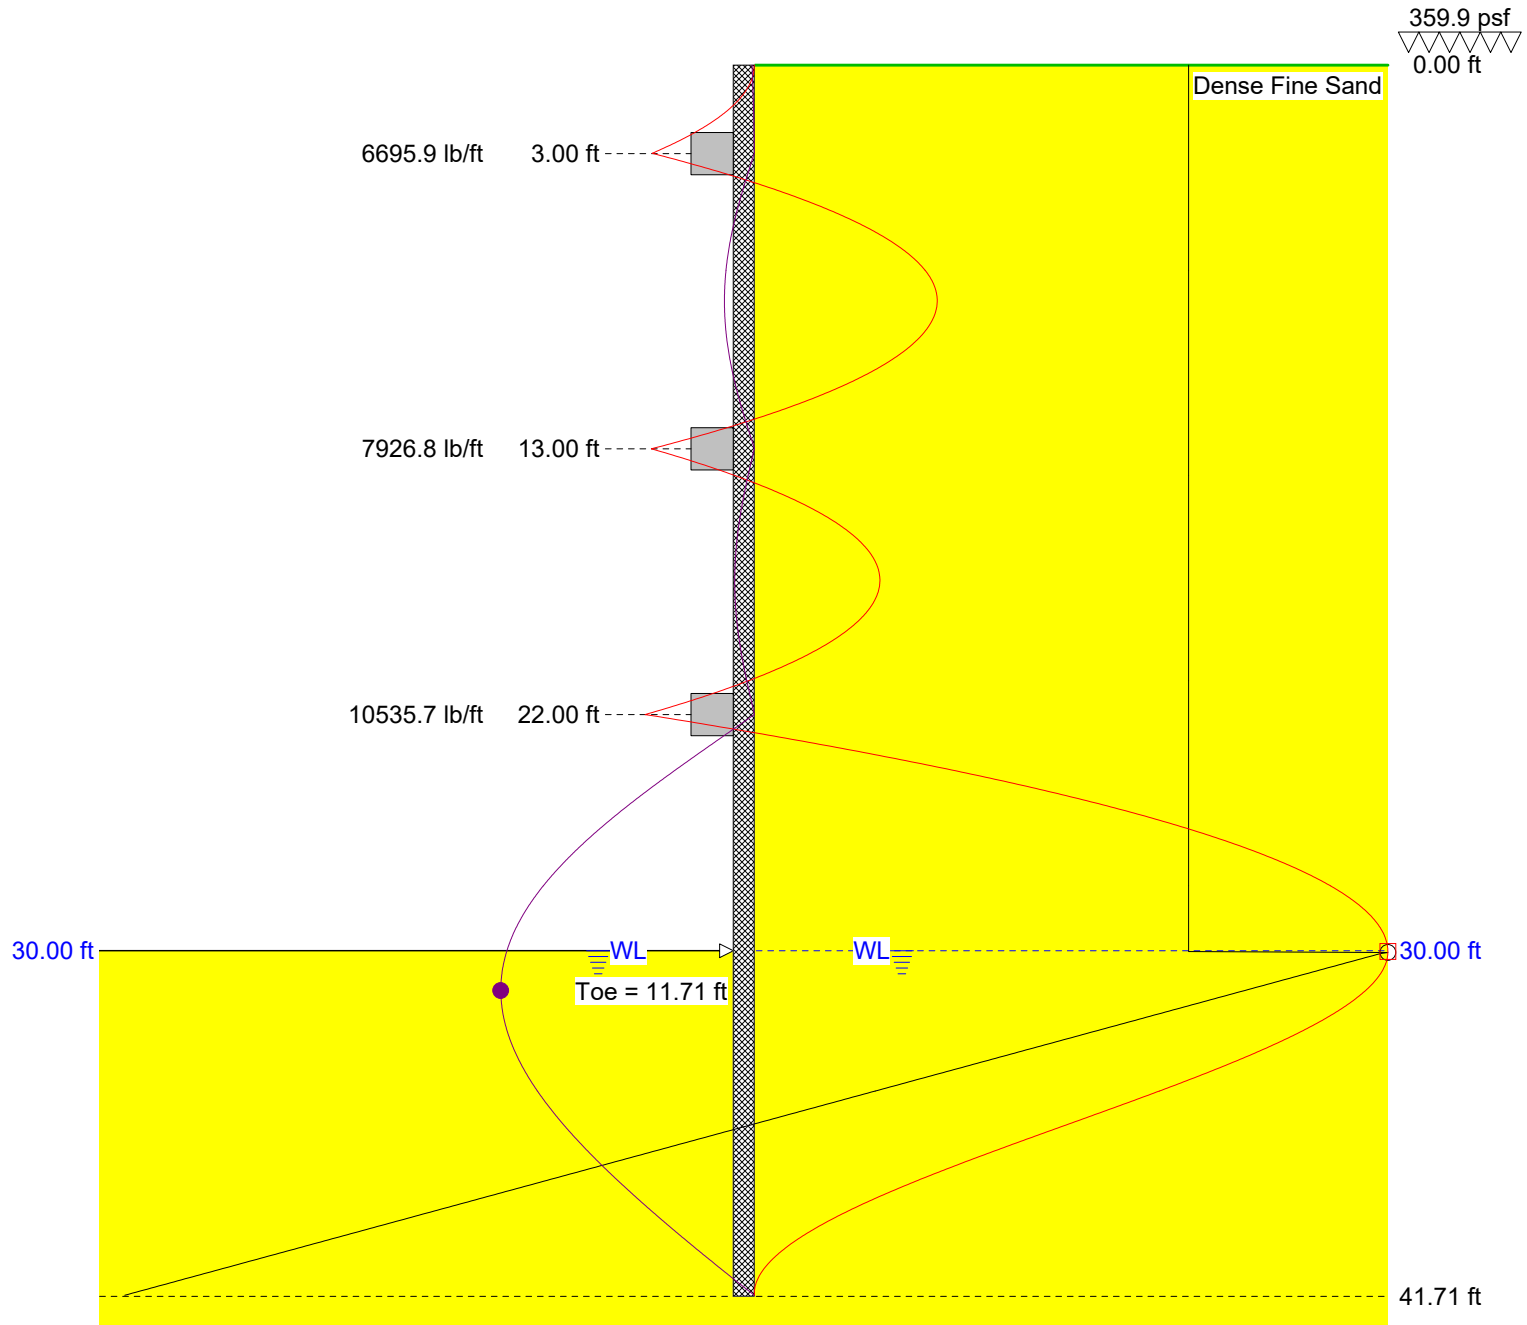 359.9 psf
0.00 ft
Dense Fine Sand
6695.9 lb/ft 3.00 ft
7926.8 lb/ft 13.00 ft
10535.7 lb/ft 22.00 ft
30.00 ft WL WL 30.00 ft
Toe = 11.71 ft
41.71 ft